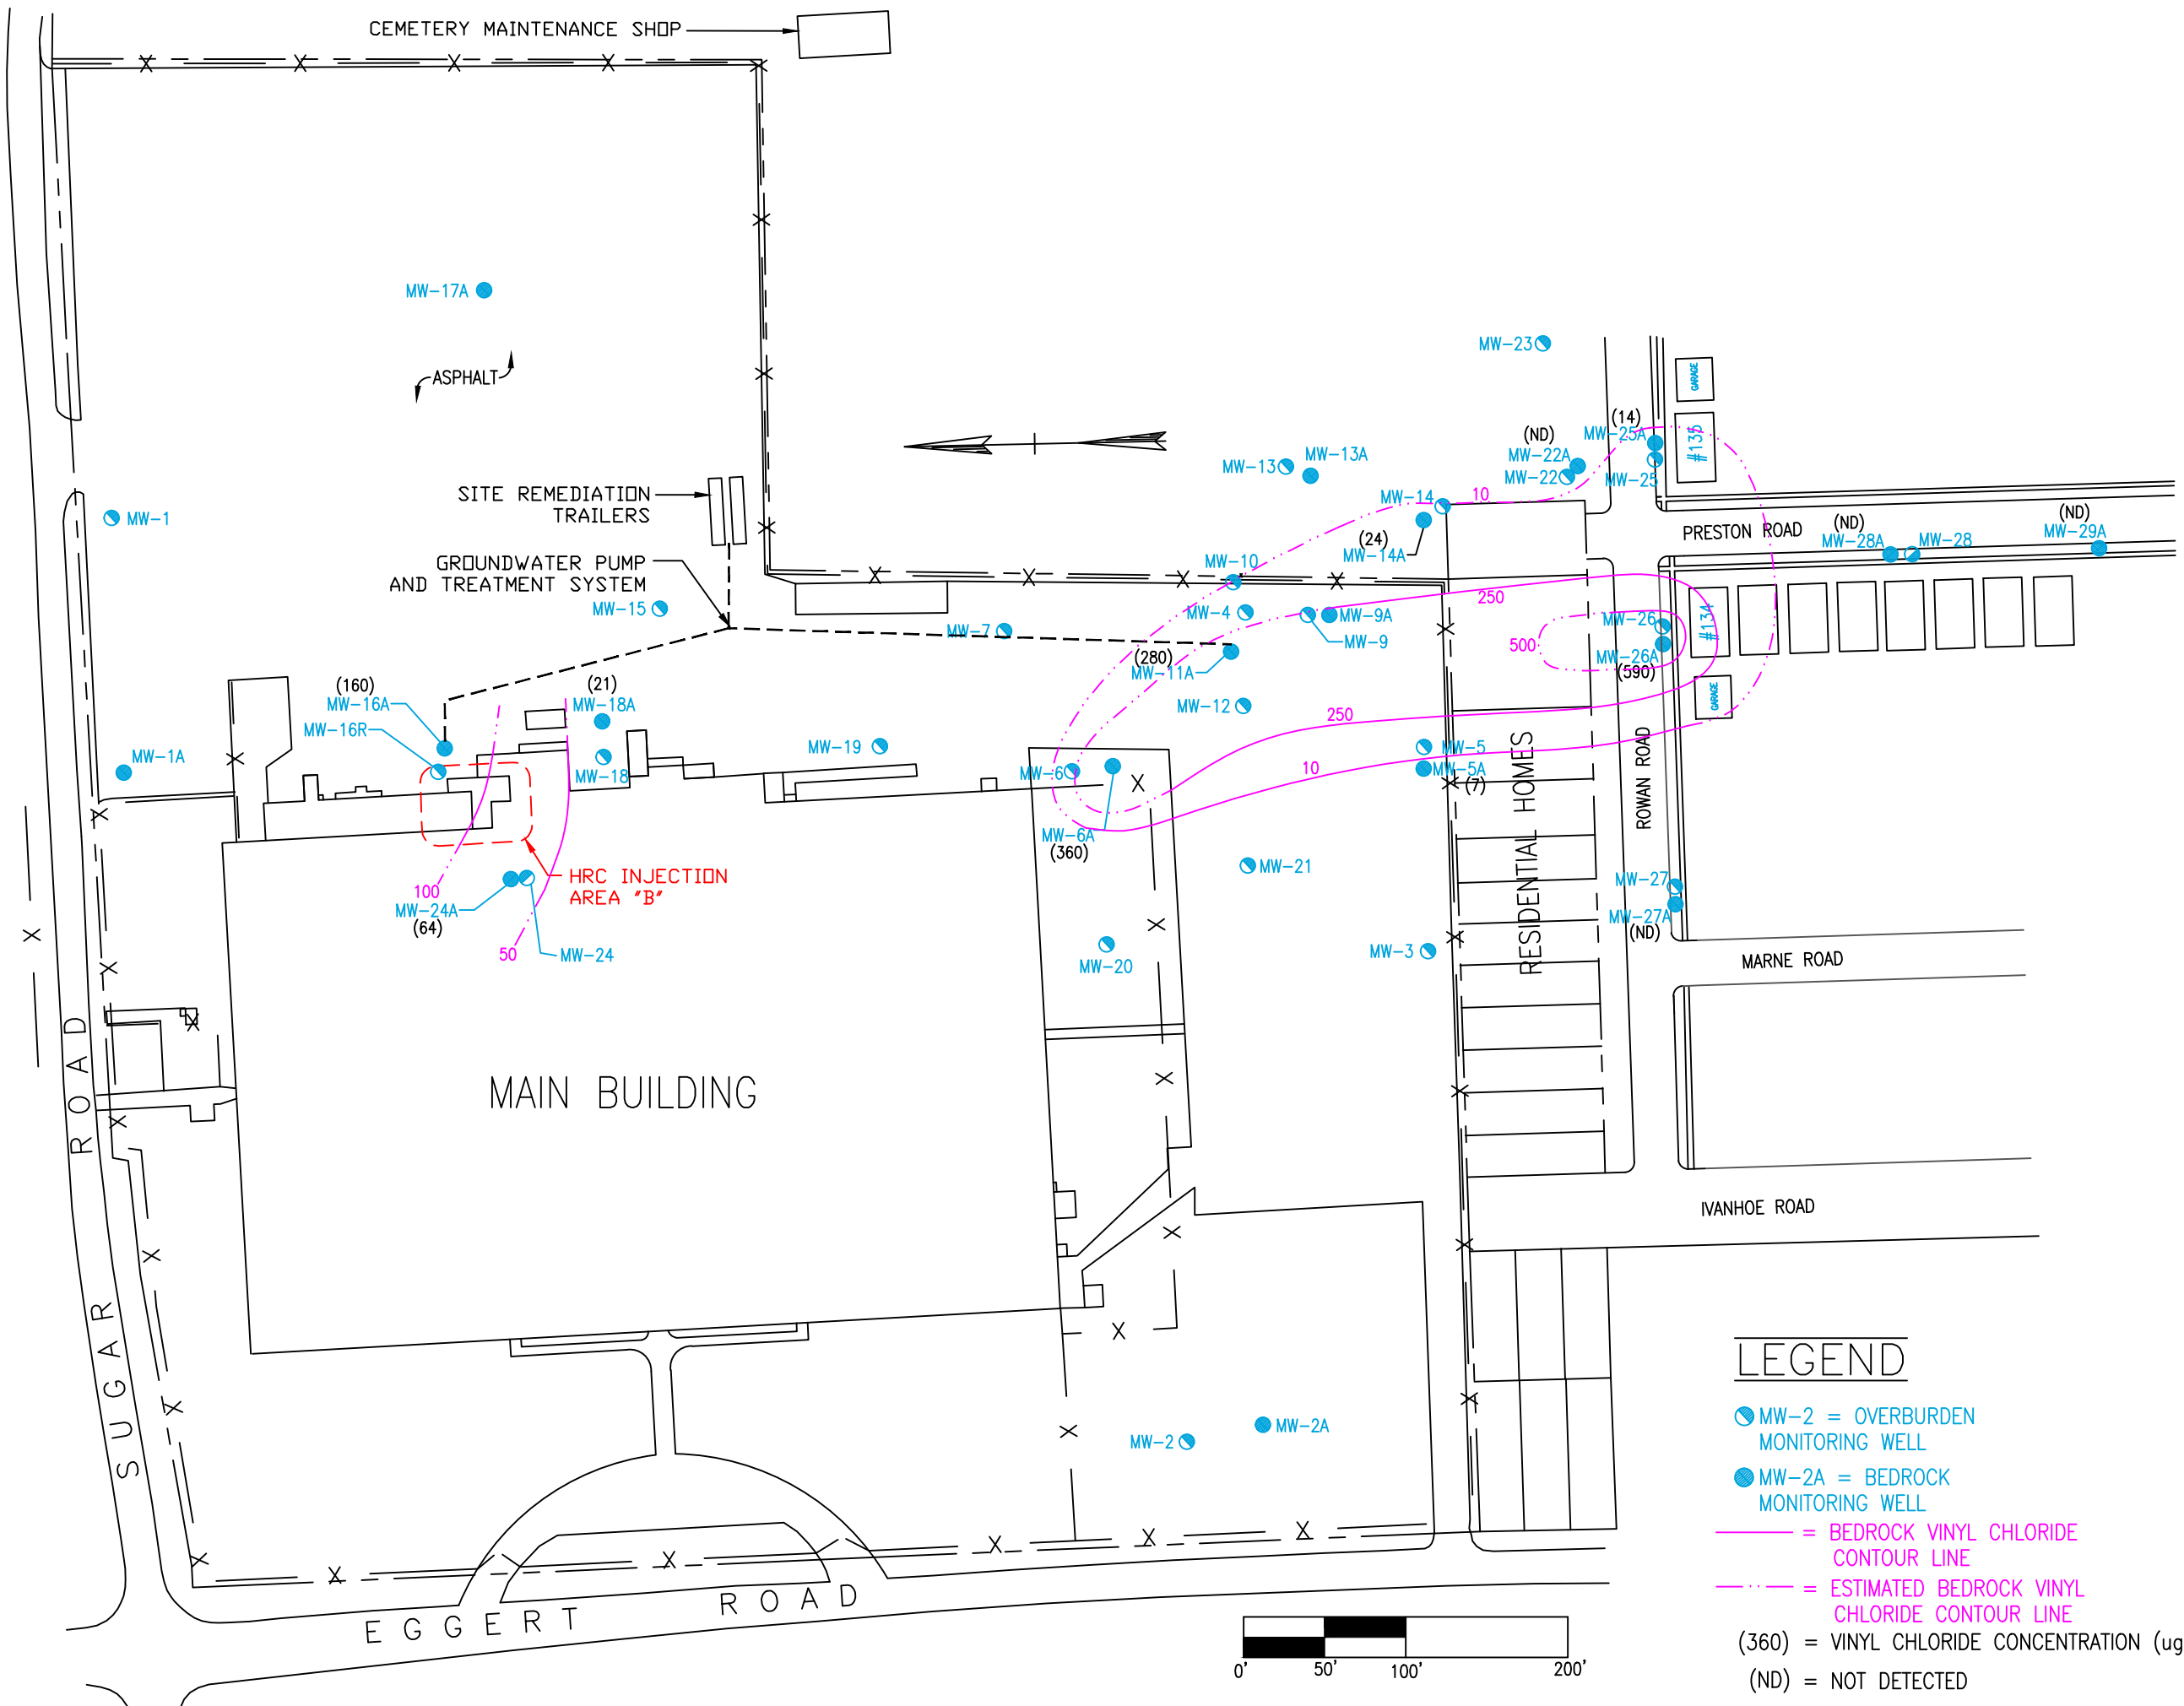 CEMETERY MAINTENANCE SHOP
MW-17A
ASPHALT
MW-23
GARAGE
(14)
(ND)
MW-25A
#135
MW-22A
MW-22
MW-25
MW-13
MW-13A
MW-14
10
SITE REMEDIATION
TRAILERS
MW-1
PRESTON ROAD
(ND)
MW-28A
MW-28
(ND)
MW-29A
(24)
MW-14A
GROUNDWATER PUMP
AND TREATMENT SYSTEM
MW-10
MW-15
MW-7
MW-4
MW-9A
MW-9
250
500
MW-26
#134
MW-26A
(590)
(280)
MW-11A
(160)
MW-16A
MW-16R
(21)
MW-18A
MW-18
MW-12
250
GARAGE
MW-1A
MW-19
MW-6
MW-5
MW-5A
(7)
10
ROWAN ROAD
RESIDENTIAL HOMES
MW-6A
(360)
HRC INJECTION
AREA "B"
100
MW-24A
(64)
50
MW-24
MW-21
MW-27
MW-27A
(ND)
MW-20
MW-3
MARNE ROAD
MAIN BUILDING
SUGAR ROAD
IVANHOE ROAD
MW-2
MW-2A
EGGERT ROAD
0'
50'
100'
200'
LEGEND
MW-2 = OVERBURDEN
MONITORING WELL
MW-2A = BEDROCK
MONITORING WELL
= BEDROCK VINYL CHLORIDE
CONTOUR LINE
= ESTIMATED BEDROCK VINYL
CHLORIDE CONTOUR LINE
(360) = VINYL CHLORIDE CONCENTRATION (ug
(ND) = NOT DETECTED